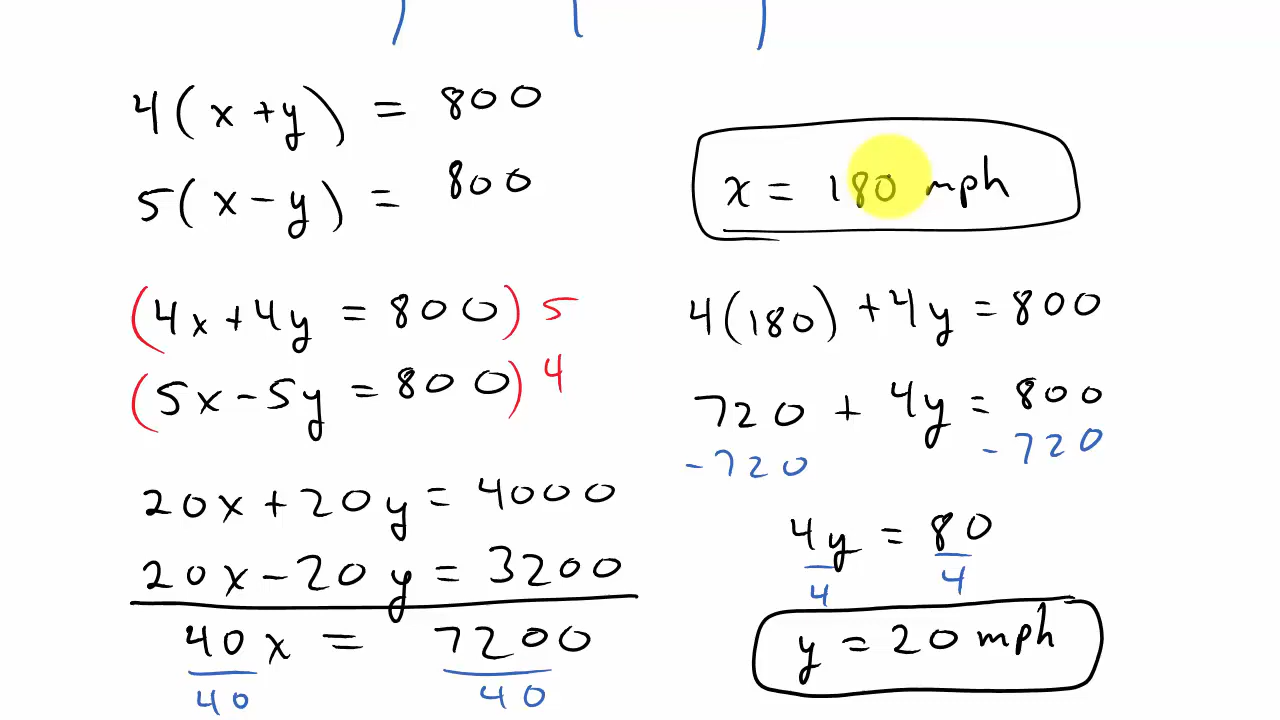 4(x+y) = 800
5(x-y) = 800
(4x+4y = 800) 5
(5x-5y = 800) 4
20x+20y = 4000
20x-20y = 3200
40x = 7200
40 40
x = 180 mph
4(180) +4y = 800
720 + 4y = 800
-720 -720
4y = 80
4 4
y = 20 mph